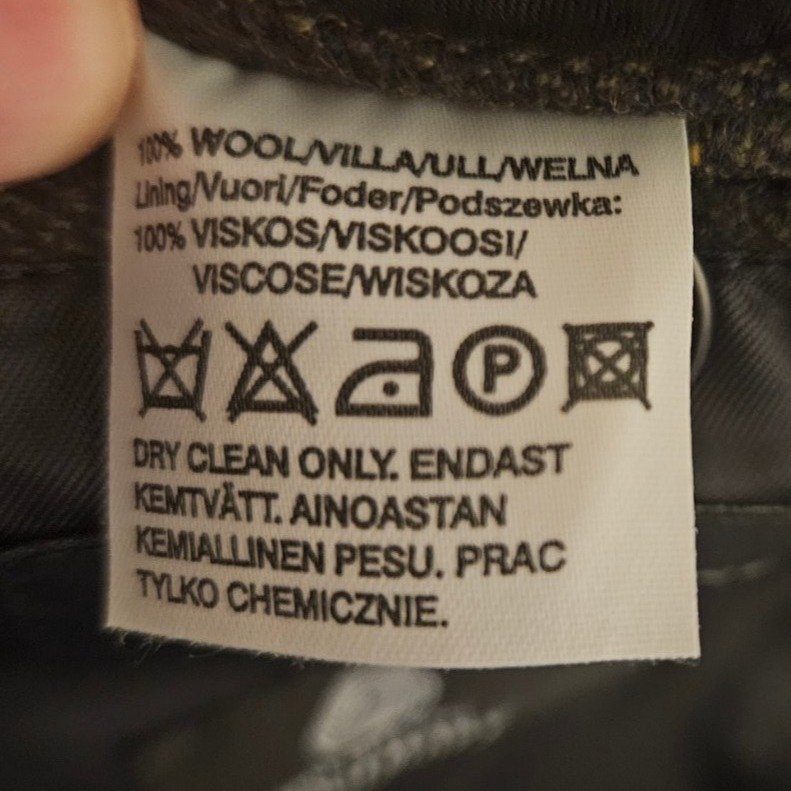 100% WOOL/VILLA/ULL/WELNA
Lining/Vuori/Foder/Podszewka:
100% VISKOS/VISKOOSI/
VISCOSE/WISKOZA
P
DRY CLEAN ONLY. ENDAST
KEMTVÄTT. AINOASTAN
KEMIALLINEN PESU. PRAC
TYLKO CHEMICZNIE.